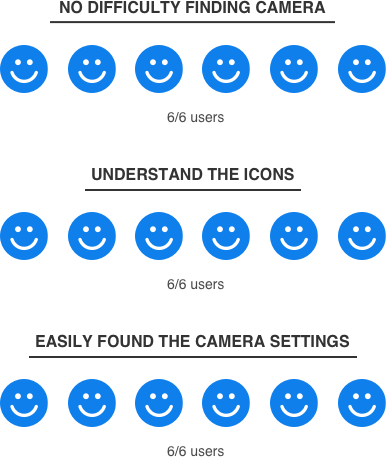 NO DIFFICULTY FINDING CAMERA
6/6 users
UNDERSTAND THE ICONS
6/6 users
EASILY FOUND THE CAMERA SETTINGS
6/6 users